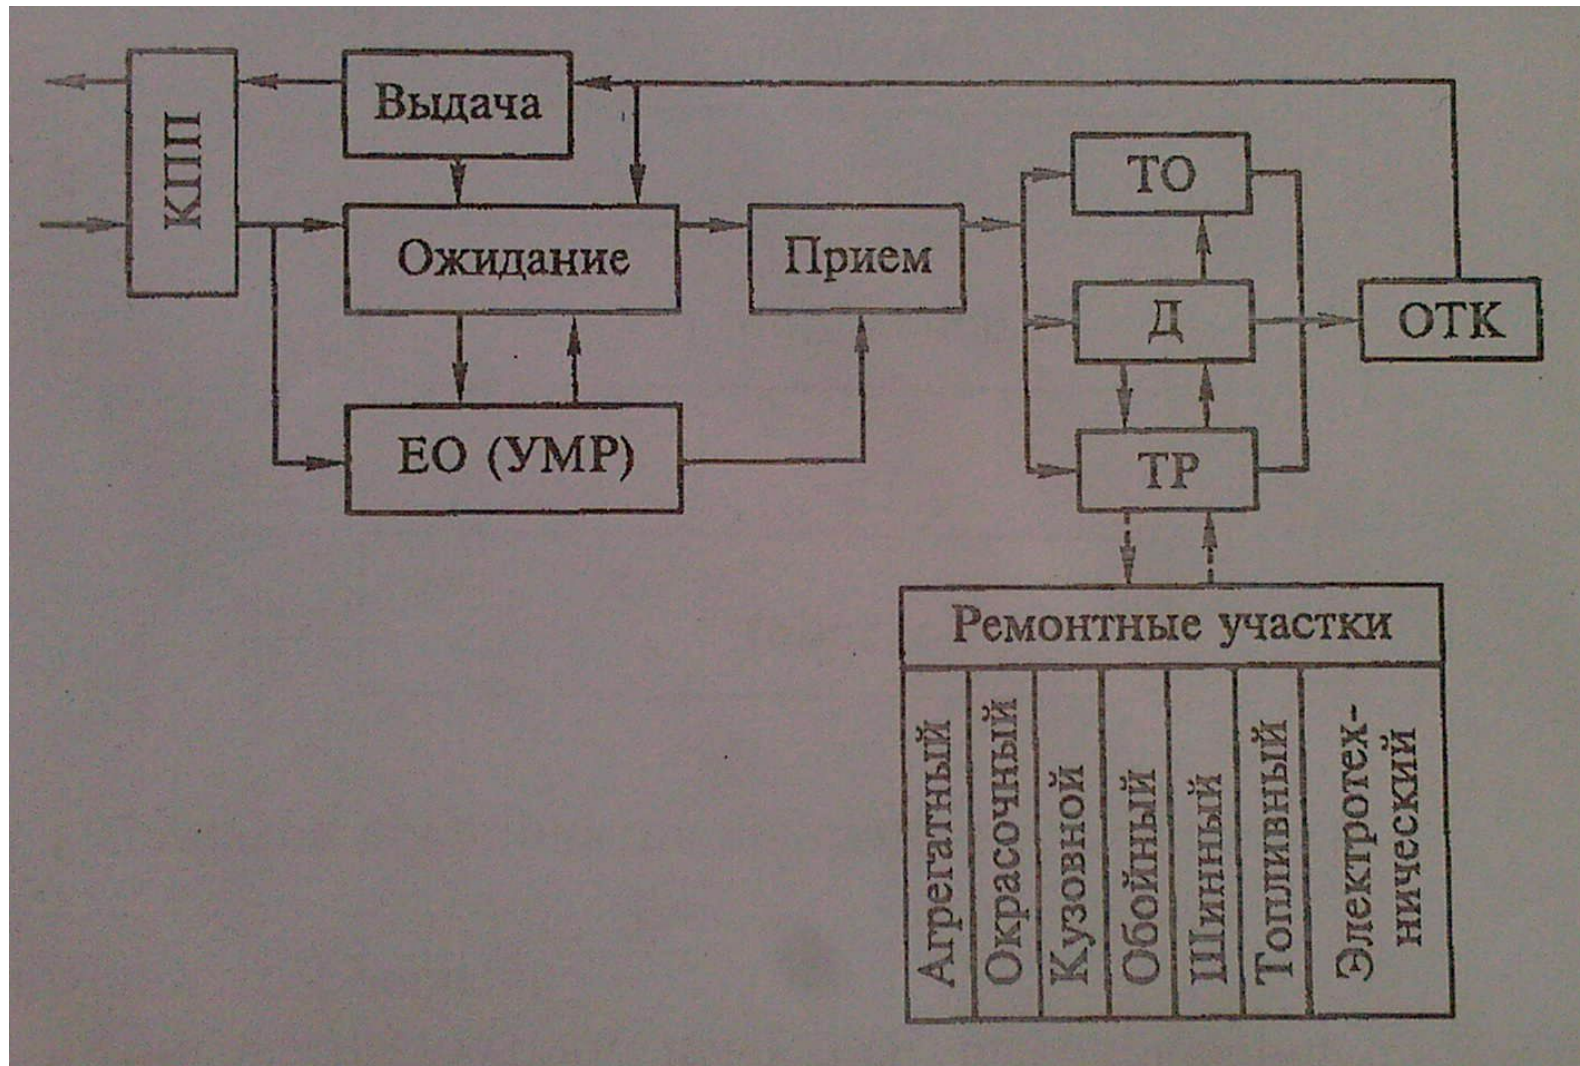 КПП
Выдача
Ожидание
Прием
ЕО (УМР)
ТО
Д
ТР
ОТК
Ремонтные участки
Агрегатный
Окрасочный
Кузовной
Обойный
Шинный
Топливный
Электротех-
нический